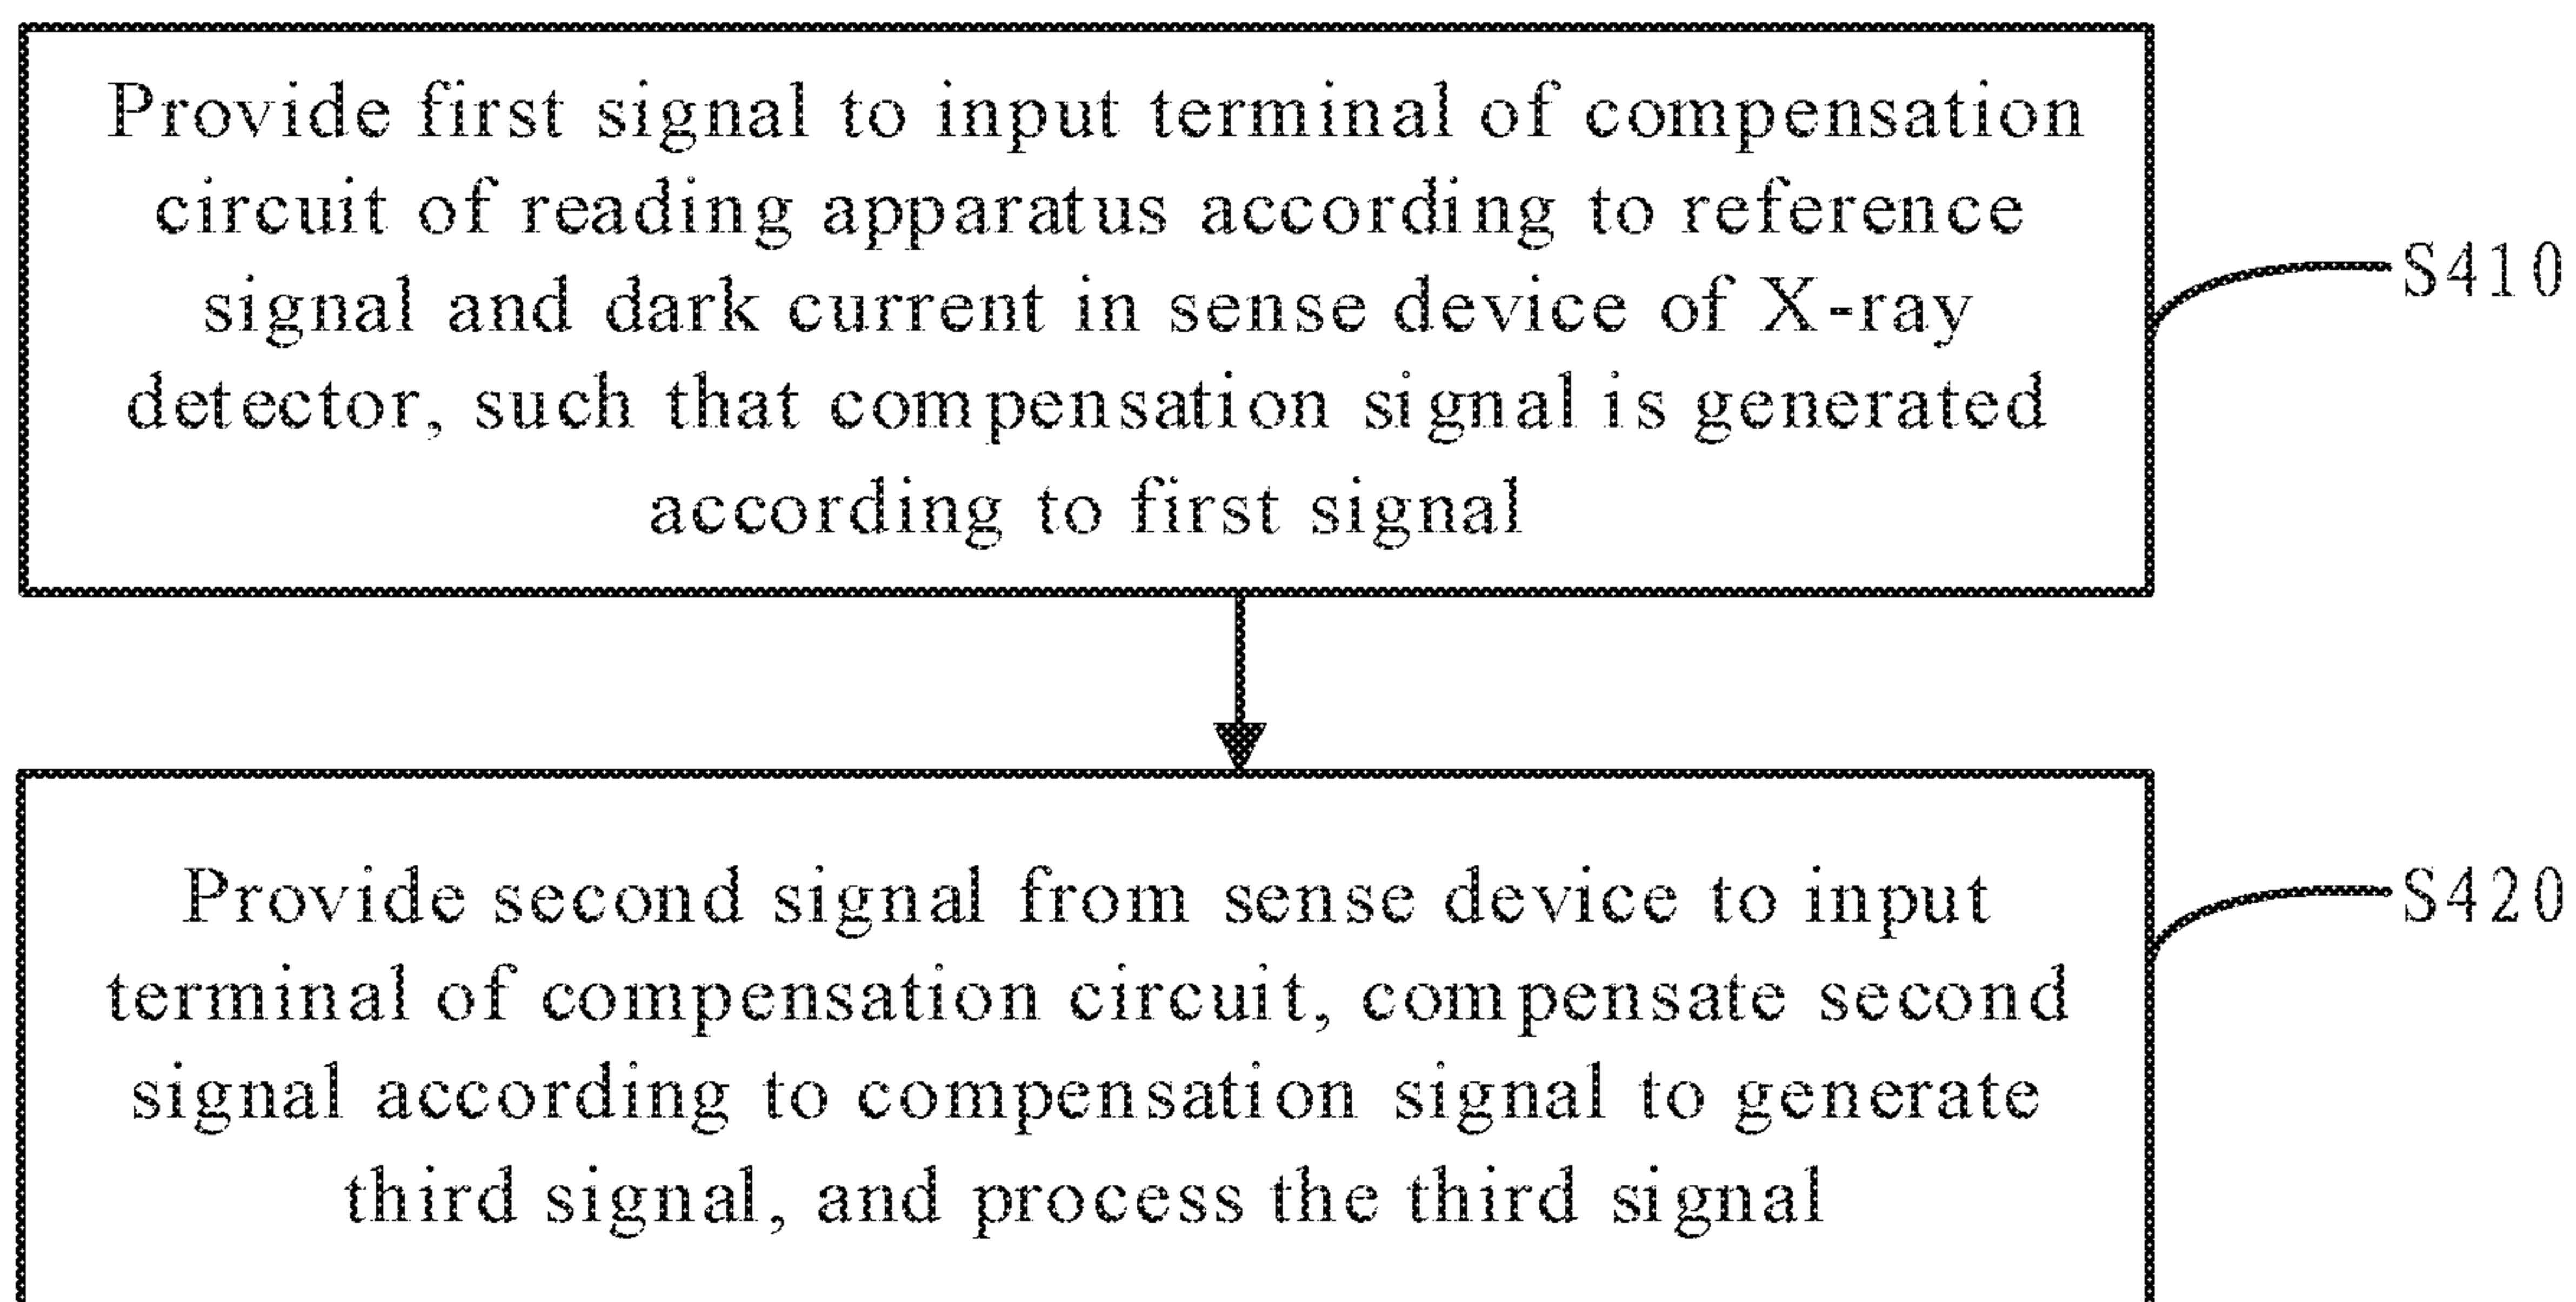 Provide first signal to input terminal of compensation
circuit of reading apparatus according to reference
signal and dark current in sense device of X-ray
detector, such that compensation signal is generated
according to first signal
S410
Provide second signal from sense device to input
terminal of compensation circuit, compensate second
signal according to compensation signal to generate
third signal, and process the third signal
S420